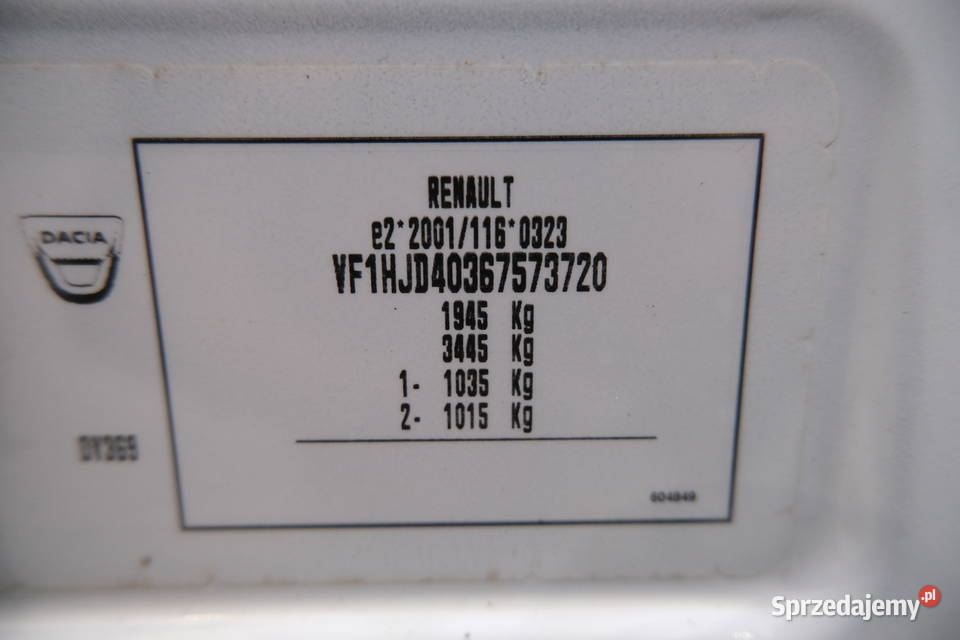 DACIA
RENAULT
e2*2001/116*0323
VF1HJD40367573720
1945 Kg
3445 Kg
1- 1035 Kg
2- 1015 Kg
DV369
604849
Sprzedajemy.pl